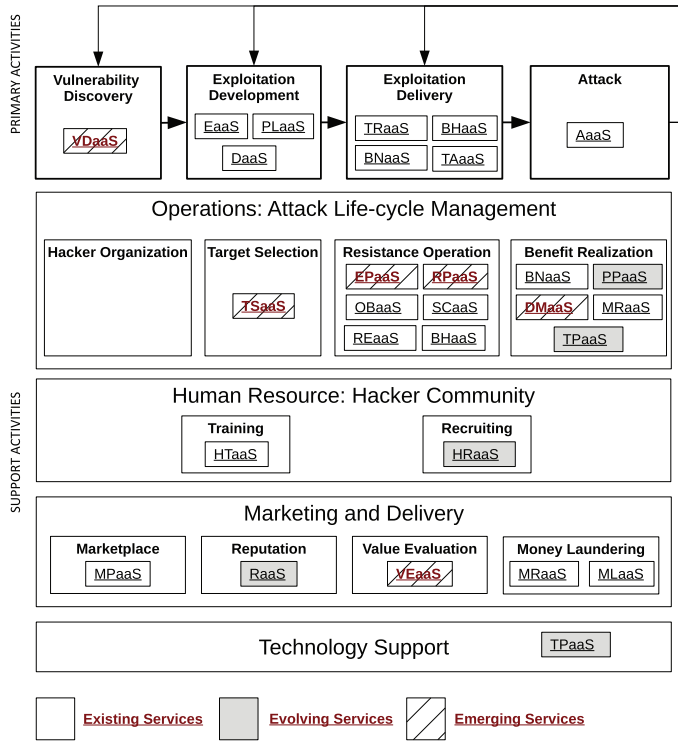 PRIMARY ACTIVITIES
Vulnerability
Discovery
VDaaS
Exploitation
Development
EaaS
PLaaS
DaaS
Exploitation
Delivery
TRaaS
BHaaS
BNaaS
TAaaS
Attack
AaaS
SUPPORT ACTIVITIES
Operations: Attack Life-cycle Management
Hacker Organization
Target Selection
TSaaS
Resistance Operation
EPaaS
RPaaS
OBaaS
SCaaS
REaaS
BHaaS
Benefit Realization
BNaaS
PPaaS
DMaaS
MRaaS
TPaaS
Human Resource: Hacker Community
Training
HTaaS
Recruiting
HRaaS
Marketing and Delivery
Marketplace
MPaaS
Reputation
RaaS
Value Evaluation
VEaaS
Money Laundering
MRaaS
MLaaS
Technology Support
TPaaS
Existing Services
Evolving Services
Emerging Services